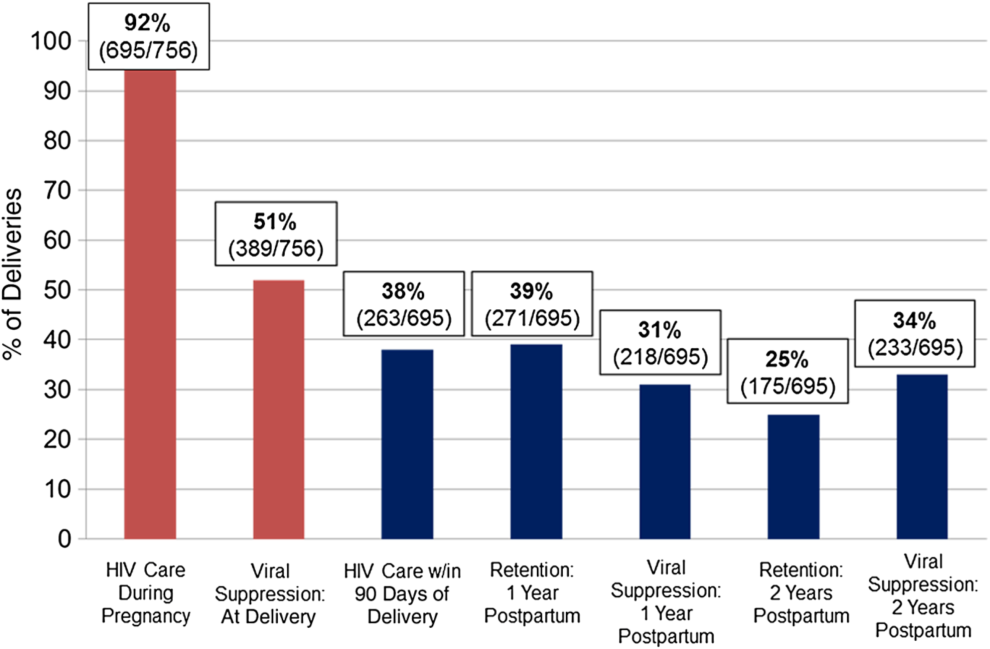 92%
(695/756)
100
90
80
70
60
50
40
30
20
10
0
% of Deliveries
51%
(389/756)
38%
(263/695)
39%
(271/695)
31%
(218/695)
25%
(175/695)
34%
(233/695)
HIV Care
During
Pregnancy
Viral
Suppression:
At Delivery
HIV Care w/in
90 Days of
Delivery
Retention:
1 Year
Postpartum
Viral
Suppression:
1 Year
Postpartum
Retention:
2 Years
Postpartum
Viral
Suppression:
2 Years
Postpartum